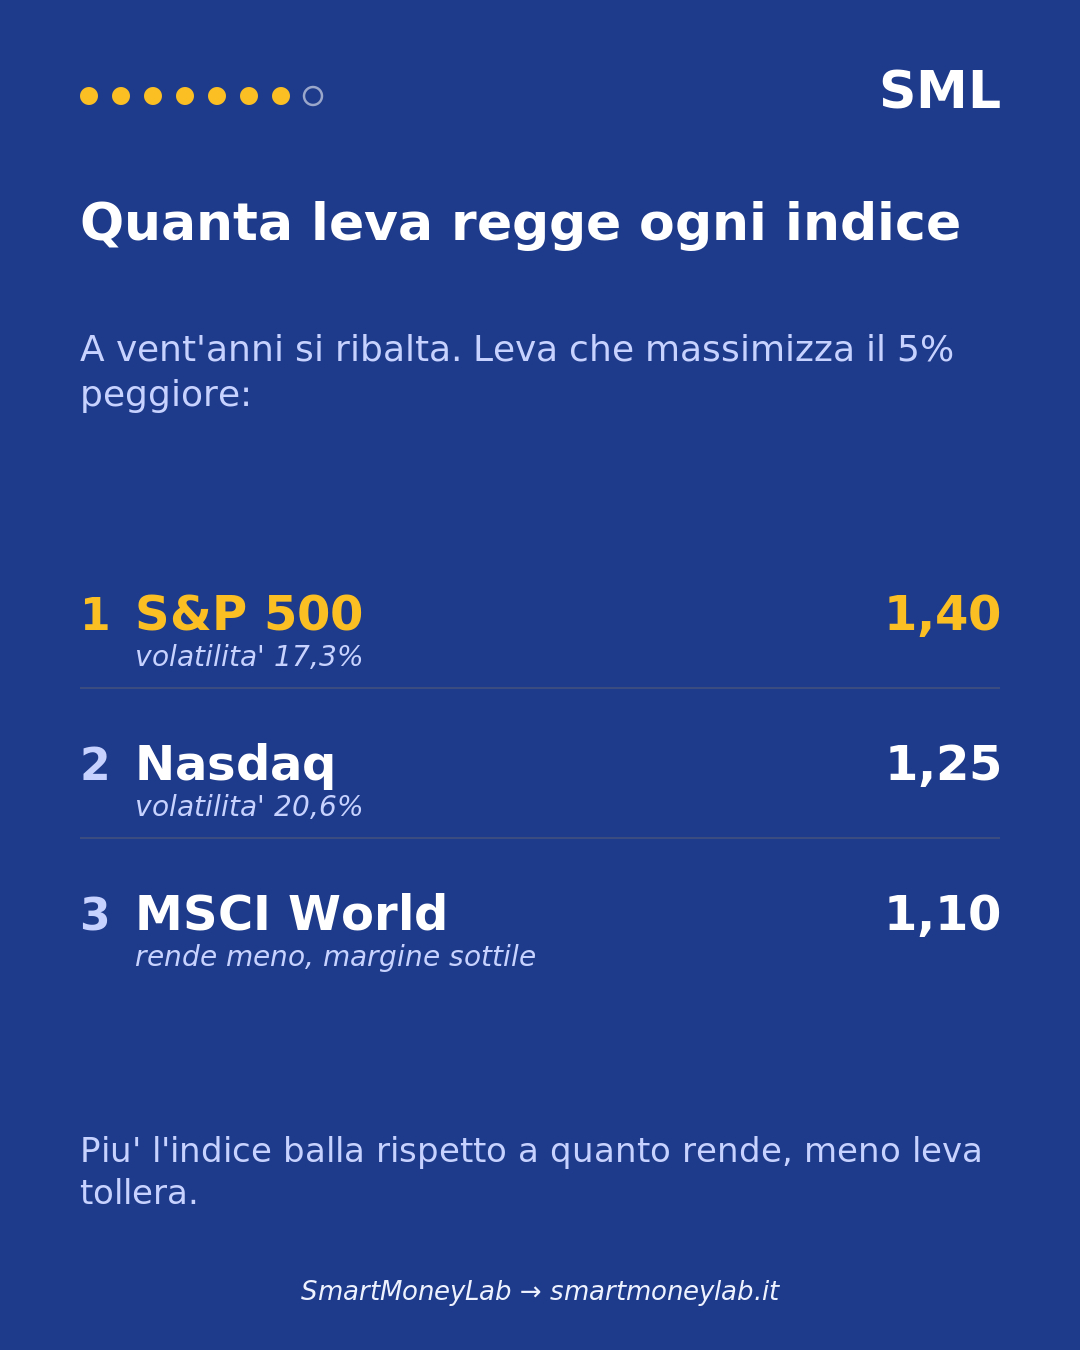 SML
Quanta leva regge ogni indice
A vent'anni si ribalta. Leva che massimizza il 5%
peggiore:
1 S&P 500 1,40
volatilita' 17,3%
2 Nasdaq 1,25
volatilita' 20,6%
3 MSCI World 1,10
rende meno, margine sottile
Piu' l'indice balla rispetto a quanto rende, meno leva
tollera.
SmartMoneyLab → smartmoneylab.it